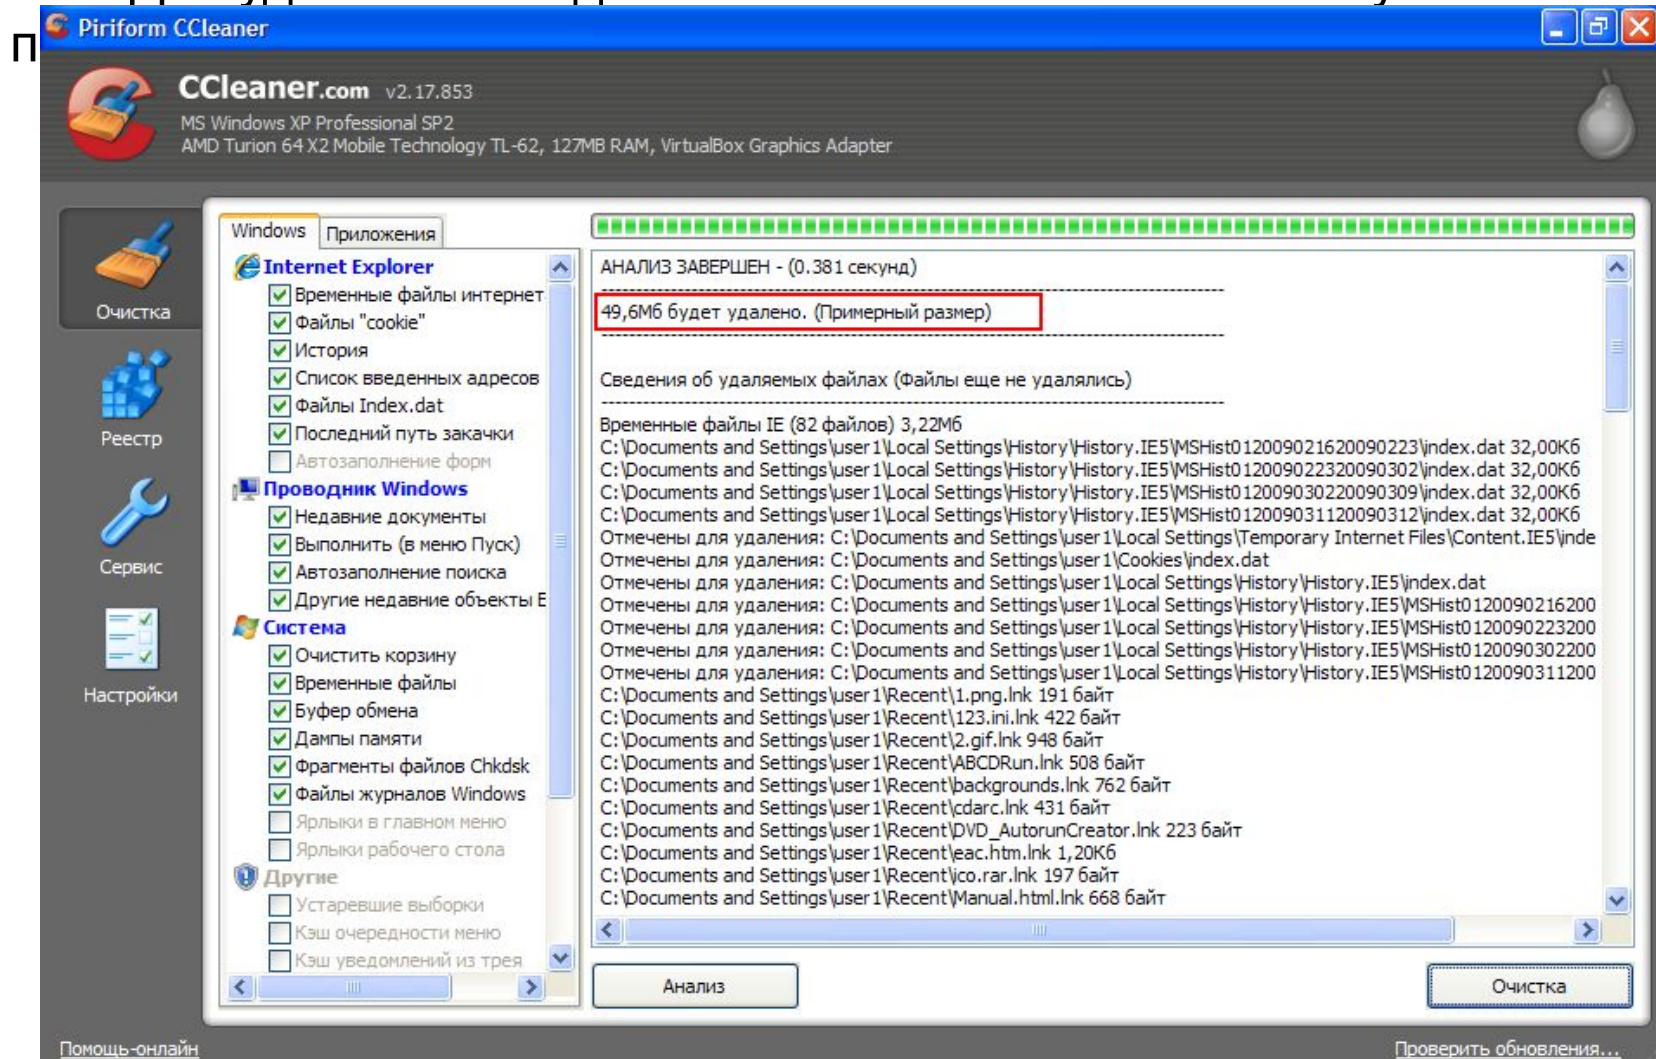 Piriform CCleaner
CCleaner.com v2.17.853
MS Windows XP Professional SP2
AMD Turion 64 X2 Mobile Technology TL-62, 127MB RAM, VirtualBox Graphics Adapter
Очистка
Реестр
Сервис
Настройки
Windows Приложения
Internet Explorer
Временные файлы интернет
Файлы "cookie"
История
Список введенных адресов
Файлы Index.dat
Последний путь закачки
Автозаполнение форм
Проводник Windows
Недавние документы
Выполнить (в меню Пуск)
Автозаполнение поиска
Другие недавние объекты
Система
Очистить корзину
Временные файлы
Буфер обмена
Дампы памяти
Фрагменты файлов Chkdsk
Файлы журналов Windows
Ярлыки в главном меню
Ярлыки рабочего стола
Другие
Устаревшие выборки
Кэш очередности меню
Кэш уведомлений из трея
АНАЛИЗ ЗАВЕРШЕН - (0.381 секунд)
49,6Мб будет удалено. (Примерный размер)
Сведения об удаляемых файлах (Файлы еще не удалялись)
Временные файлы IE (82 файлов) 3,22Мб
C:\Documents and Settings\user1\Local Settings\History\History.IE5\MSHist012009021620090223\index.dat 32,00Кб
C:\Documents and Settings\user1\Local Settings\History\History.IE5\MSHist012009022320090302\index.dat 32,00Кб
C:\Documents and Settings\user1\Local Settings\History\History.IE5\MSHist012009030220090309\index.dat 32,00Кб
C:\Documents and Settings\user1\Local Settings\History\History.IE5\MSHist012009031120090312\index.dat 32,00Кб
Отмечены для удаления: C:\Documents and Settings\user1\Local Settings\Temporary Internet Files\Content.IE5\inde
Отмечены для удаления: C:\Documents and Settings\user1\Cookies\index.dat
Отмечены для удаления: C:\Documents and Settings\user1\Local Settings\History\History.IE5\index.dat
Отмечены для удаления: C:\Documents and Settings\user1\Local Settings\History\History.IE5\MSHist0120090216200
Отмечены для удаления: C:\Documents and Settings\user1\Local Settings\History\History.IE5\MSHist0120090223200
Отмечены для удаления: C:\Documents and Settings\user1\Local Settings\History\History.IE5\MSHist0120090302200
Отмечены для удаления: C:\Documents and Settings\user1\Local Settings\History\History.IE5\MSHist0120090311200
C:\Documents and Settings\user1\Recent\1.png.lnk 191 байт
C:\Documents and Settings\user1\Recent\123.ini.lnk 422 байт
C:\Documents and Settings\user1\Recent\2.gif.lnk 948 байт
C:\Documents and Settings\user1\Recent\ABCDRun.lnk 508 байт
C:\Documents and Settings\user1\Recent\backgrounds.lnk 762 байт
C:\Documents and Settings\user1\Recent\cdarc.lnk 431 байт
C:\Documents and Settings\user1\Recent\DVD_AutorunCreator.lnk 223 байт
C:\Documents and Settings\user1\Recent\eac.htm.lnk 1,20Кб
C:\Documents and Settings\user1\Recent\ico.rar.lnk 197 байт
C:\Documents and Settings\user1\Recent\Manual.html.lnk 668 байт
Анализ
Очистка
Помощь-онлайн
Проверить обновления...